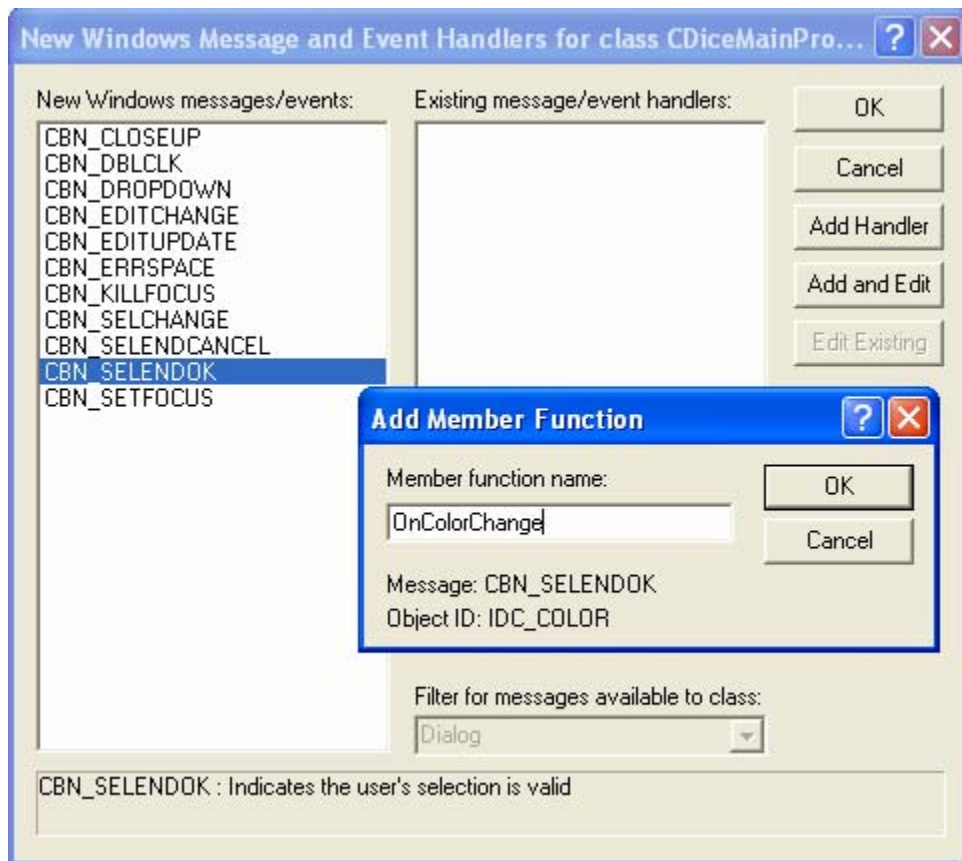 New Windows Message and Event Handlers for class CDiceMainPro...
New Windows messages/events:
Existing message/event handlers:
CBN_CLOSEUP
CBN_DBLCLK
CBN_DROPDOWN
CBN_EDITCHANGE
CBN_EDITUPDATE
CBN_ERRSPACE
CBN_KILLFOCUS
CBN_SELCHANGE
CBN_SELENDCANCEL
CBN_SELENDOK
CBN_SETFOCUS
OK
Cancel
Add Handler
Add and Edit
Edit Existing
Add Member Function
Member function name:
OnColorChange
OK
Cancel
Message: CBN_SELENDOK
Object ID: IDC_COLOR
Filter for messages available to class:
Dialog
CBN_SELENDOK : Indicates the user's selection is valid